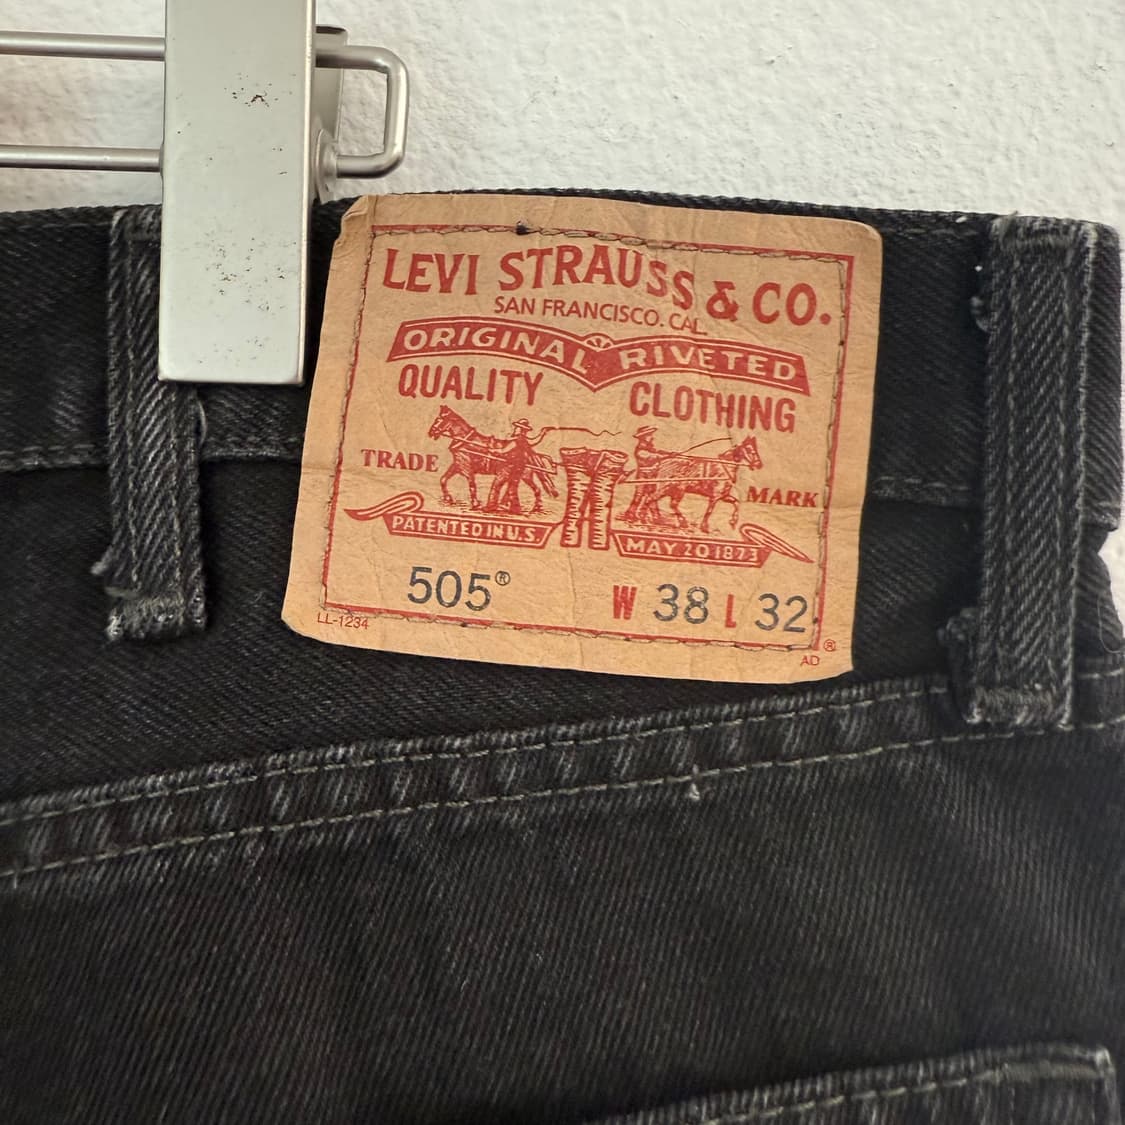 LEVI STRAUSS & CO.
SAN FRANCISCO. CAL.
ORIGINAL RIVETED
QUALITY CLOTHING
TRADE MARK
PATENTED IN U.S. MAY 20 1873
505® W 38 L 32
LL-1234 ®
AD